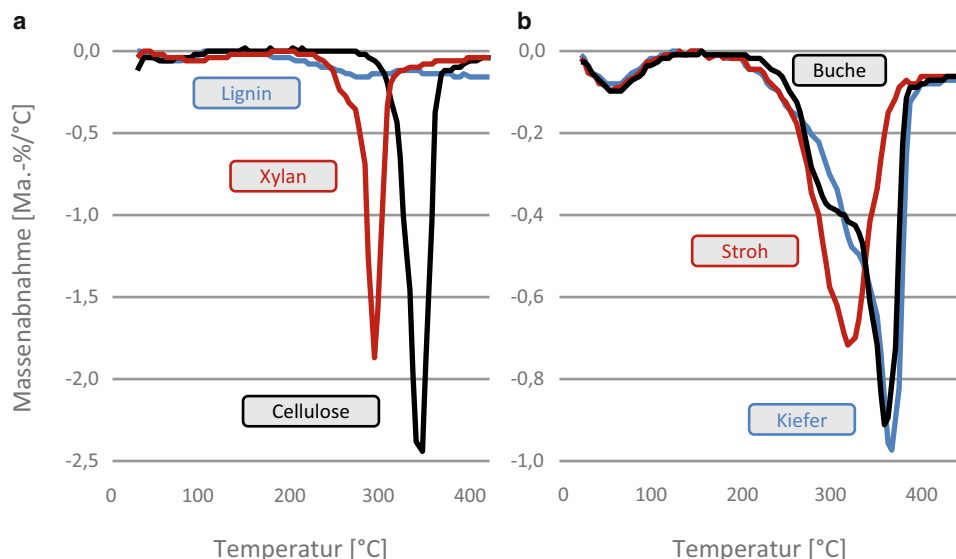 a
b
Massenabnahme [Ma.-%/°C]
0,0
-0,5
-1,0
-1,5
-2,0
-2,5
Lignin
Xylan
Cellulose
0 100 200 300 400
Temperatur [°C]
0,0
-0,2
-0,4
-0,6
-0,8
-1,0
Buche
Stroh
Kiefer
0 100 200 300 400
Temperatur [°C]